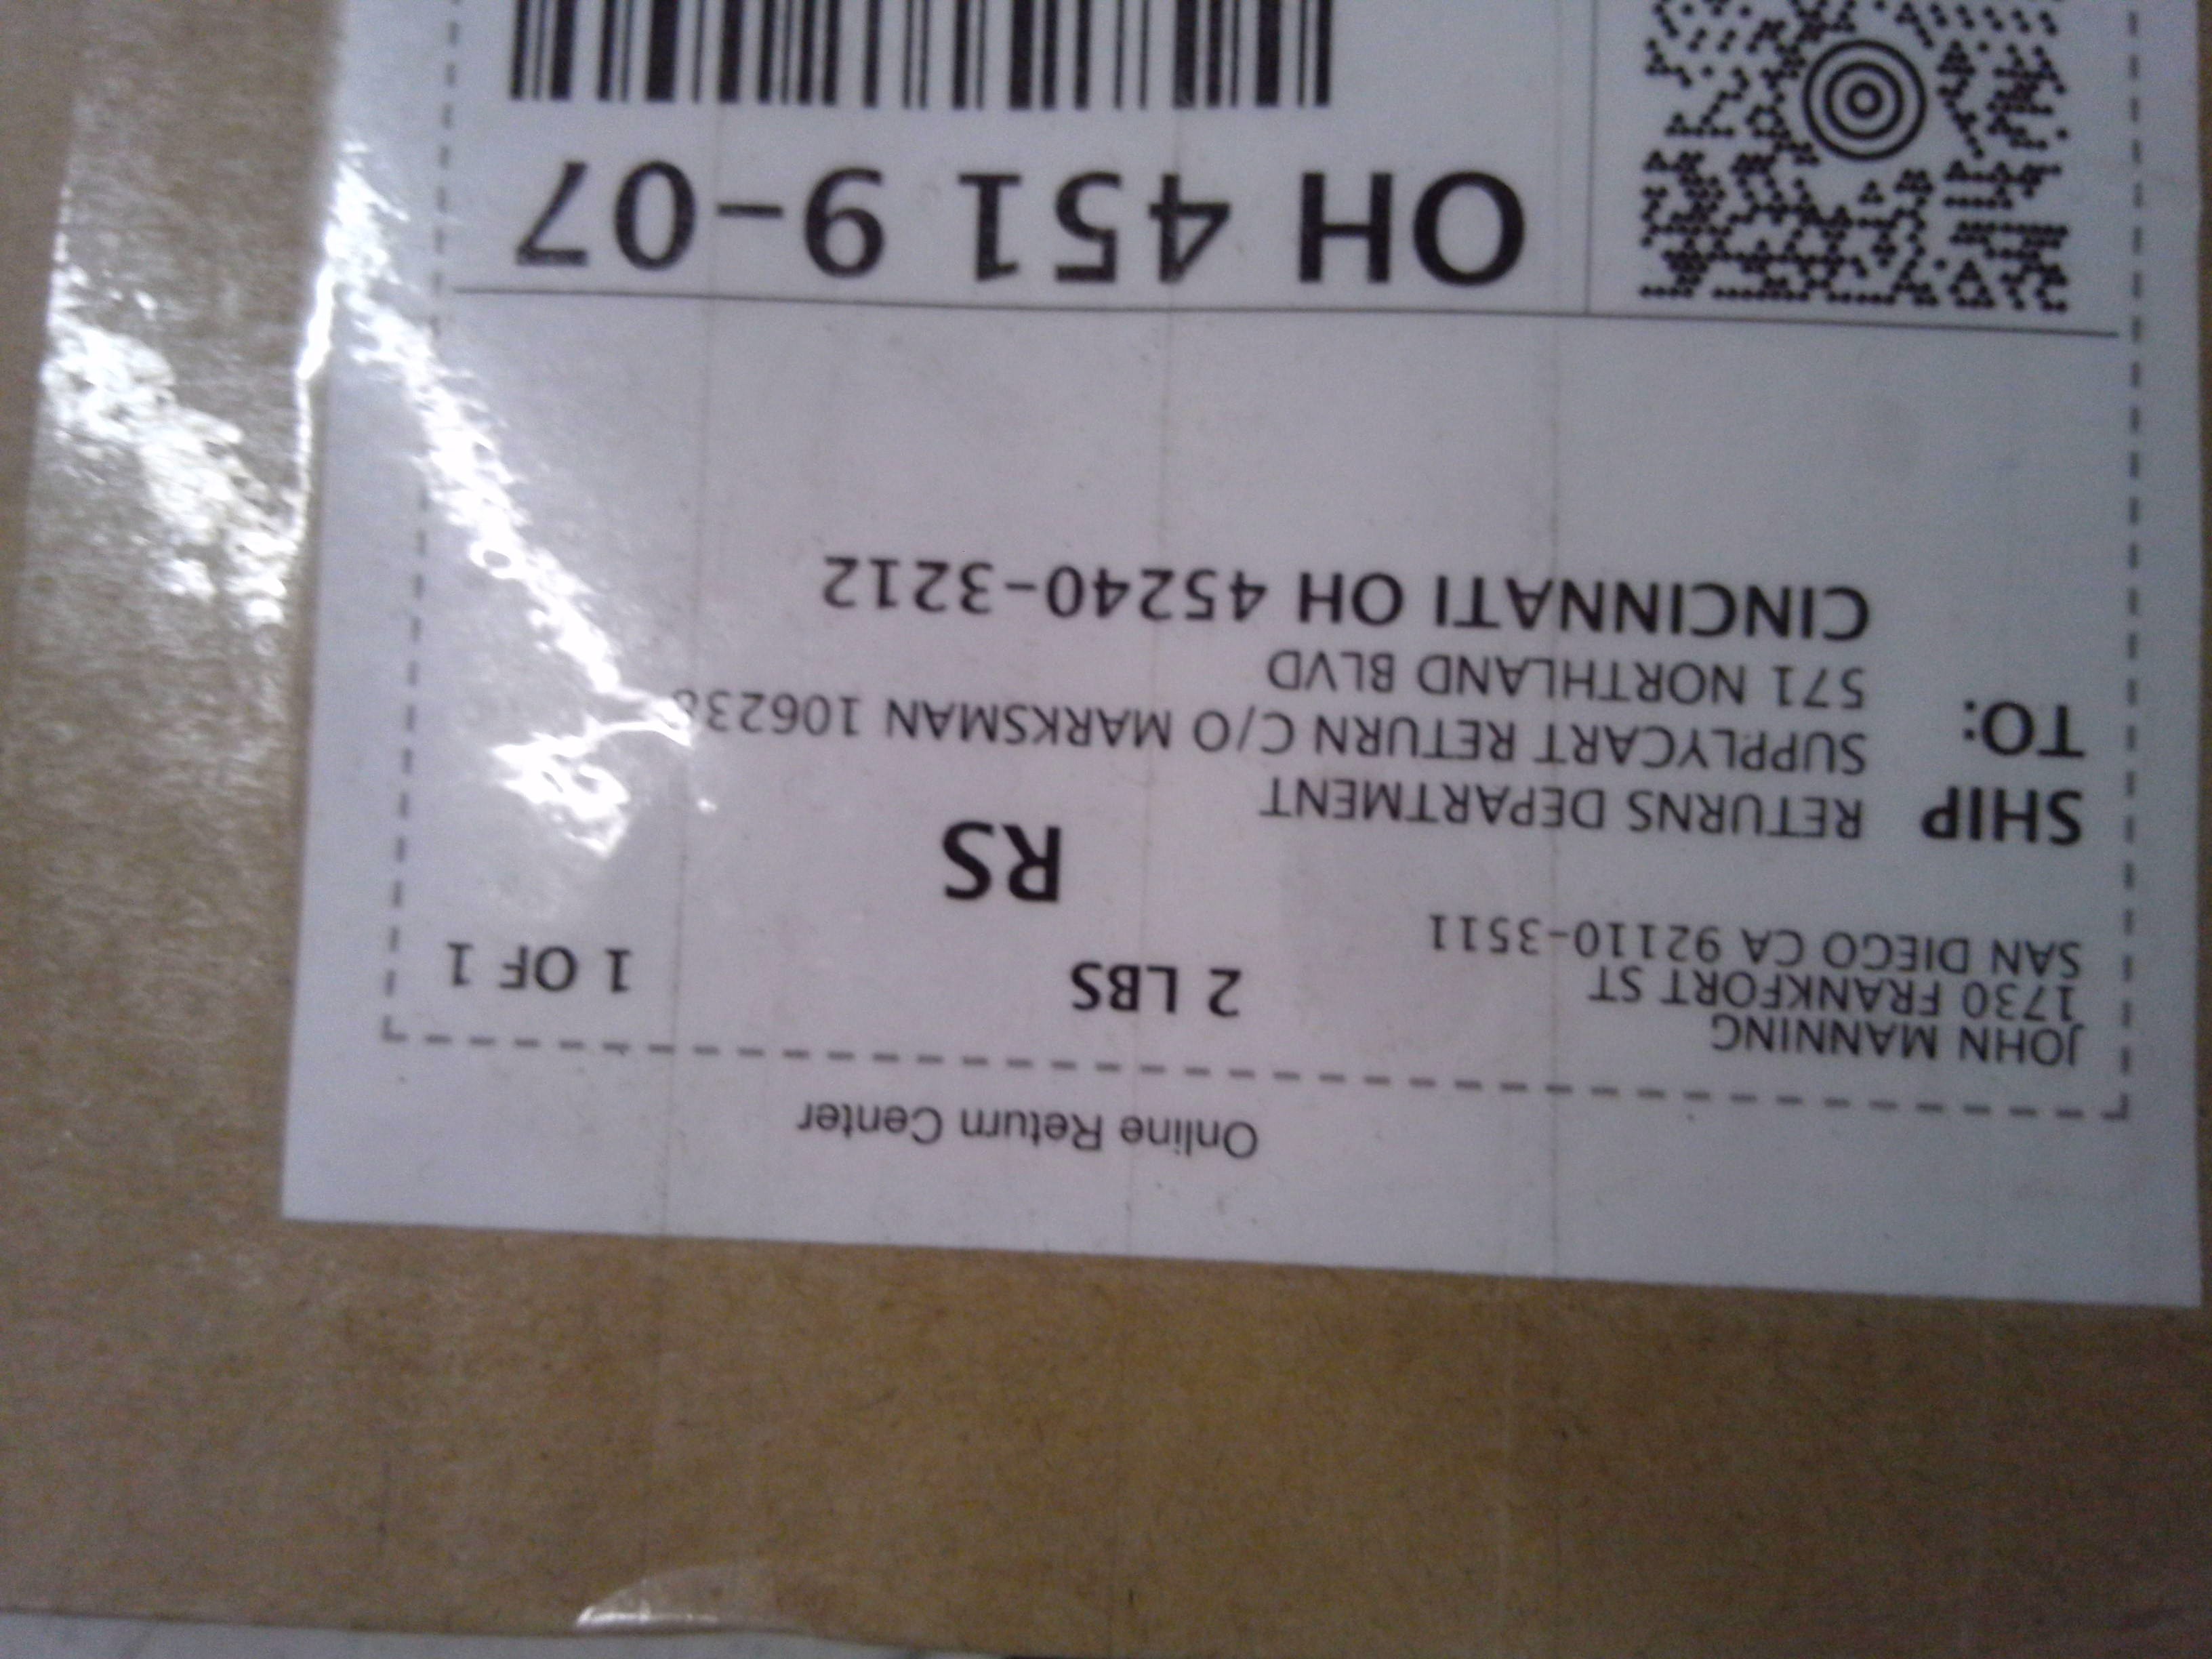 Online Return Center
JOHN MANNING
1730 FRANKFORT ST
SAN DIEGO CA 92110-3511
2 LBS
1 OF 1
RS
SHIP
TO:
RETURNS DEPARTMENT
SUPPLYCART RETURN C/O MARKSMAN
571 NORTHLAND BLVD
CINCINNATI OH 45240-3212
OH 451 9-07